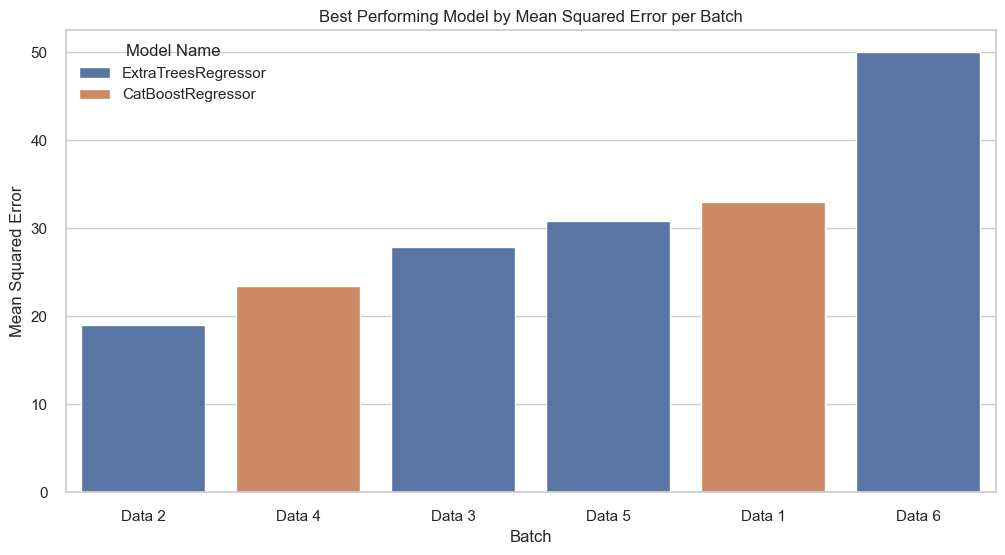 Best Performing Model by Mean Squared Error per Batch
Model Name
ExtraTreesRegressor
CatBoostRegressor
Mean Squared Error
50
40
30
20
10
0
Data 2 Data 4 Data 3 Data 5 Data 1 Data 6
Batch